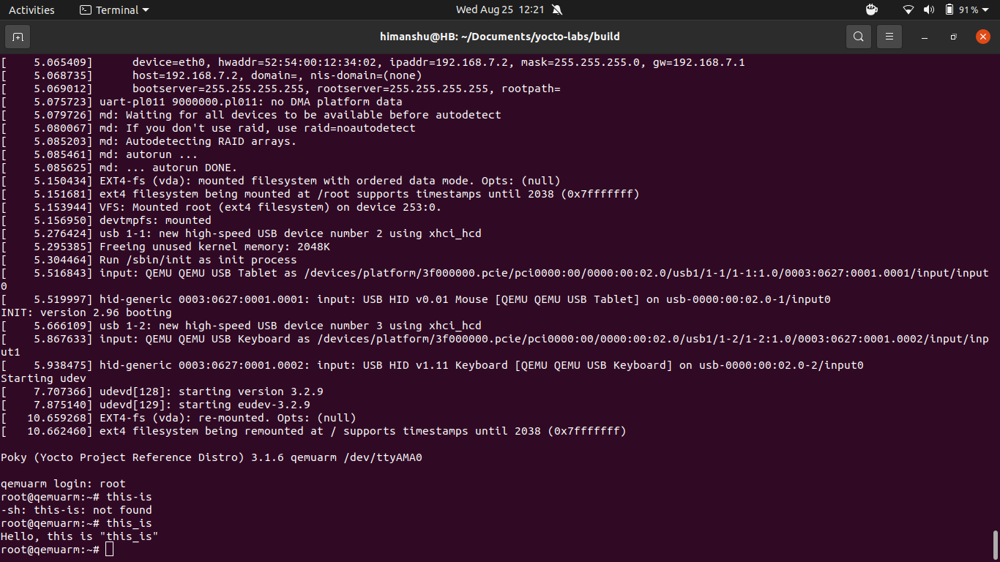 Activities Terminal Wed Aug 25 12:21 91%
himanshu@HB: ~/Documents/yocto-labs/build
[    5.065409]      device=eth0, hwaddr=52:54:00:12:34:02, ipaddr=192.168.7.2, mask=255.255.255.0, gw=192.168.7.1
[    5.068735]      host=192.168.7.2, domain=, nis-domain=(none)
[    5.069012]      bootserver=255.255.255.255, rootserver=255.255.255.255, rootpath=
[    5.075723] uart-pl011 9000000.pl011: no DMA platform data
[    5.079726] md: Waiting for all devices to be available before autodetect
[    5.080067] md: If you don't use raid, use raid=noautodetect
[    5.085203] md: Autodetecting RAID arrays.
[    5.085461] md: autorun ...
[    5.085625] md: ... autorun DONE.
[    5.150434] EXT4-fs (vda): mounted filesystem with ordered data mode. Opts: (null)
[    5.151681] ext4 filesystem being mounted at /root supports timestamps until 2038 (0x7fffffff)
[    5.153944] VFS: Mounted root (ext4 filesystem) on device 253:0.
[    5.156950] devtmpfs: mounted
[    5.276424] usb 1-1: new high-speed USB device number 2 using xhci_hcd
[    5.295385] Freeing unused kernel memory: 2048K
[    5.304464] Run /sbin/init as init process
[    5.516843] input: QEMU QEMU USB Tablet as /devices/platform/3f000000.pcie/pci0000:00/0000:00:02.0/usb1/1-1/1-1:1.0/0003:0627:0001.0001/input/input
0
[    5.519997] hid-generic 0003:0627:0001.0001: input: USB HID v0.01 Mouse [QEMU QEMU USB Tablet] on usb-0000:00:02.0-1/input0
INIT: version 2.96 booting
[    5.666109] usb 1-2: new high-speed USB device number 3 using xhci_hcd
[    5.867633] input: QEMU QEMU USB Keyboard as /devices/platform/3f000000.pcie/pci0000:00/0000:00:02.0/usb1/1-2/1-2:1.0/0003:0627:0001.0002/input/inp
ut1
[    5.938475] hid-generic 0003:0627:0001.0002: input: USB HID v1.11 Keyboard [QEMU QEMU USB Keyboard] on usb-0000:00:02.0-2/input0
Starting udev
[    7.707366] udevd[128]: starting version 3.2.9
[    7.875140] udevd[129]: starting eudev-3.2.9
[   10.659268] EXT4-fs (vda): re-mounted. Opts: (null)
[   10.662460] ext4 filesystem being remounted at / supports timestamps until 2038 (0x7fffffff)
Poky (Yocto Project Reference Distro) 3.1.6 qemuarm /dev/ttyAMA0
qemuarm login: root
root@qemuarm:~# this-is
-sh: this-is: not found
root@qemuarm:~# this_is
Hello, this is "this_is"
root@qemuarm:~#